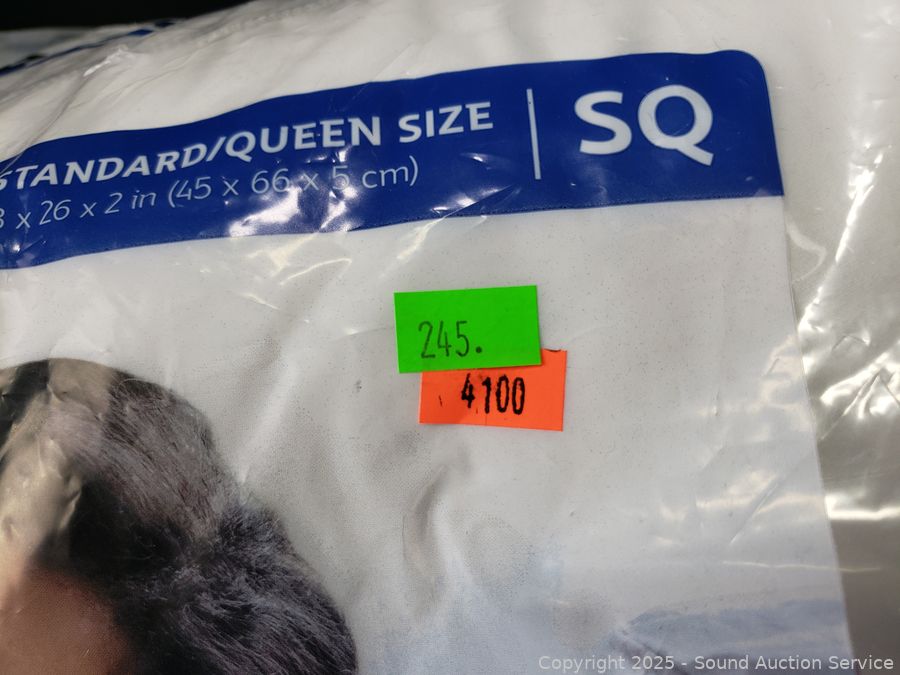 STANDARD/QUEEN SIZE
x 26 x 2 in (45 x 66 x 5 cm)
SQ
245.
4100
Copyright 2025 - Sound Auction Service